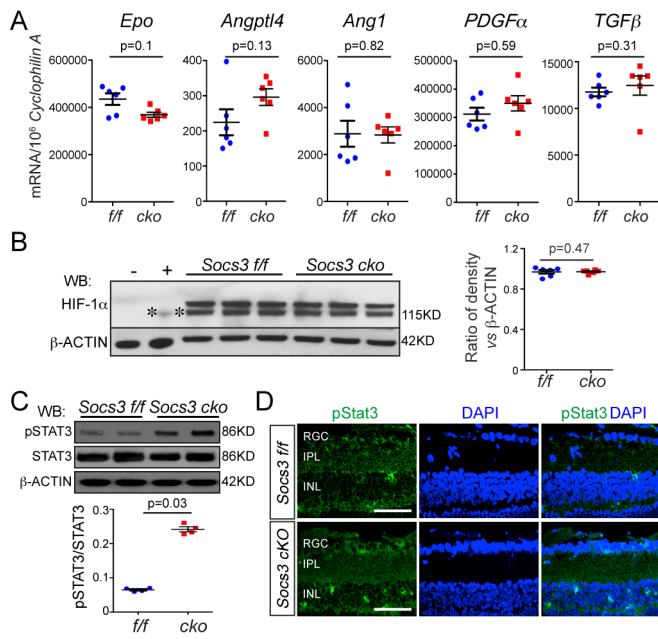 A
Epo Angptl4 Ang1 PDGFα TGFβ
p=0.1 p=0.13 p=0.82 p=0.59 p=0.31
mRNA/10⁶ Cyclophilin A
600000 400000 200000 0
400 300 200 100 0
6000 4000 2000 0
500000 400000 300000 200000 100000 0
15000 10000 5000 0
f/f cko f/f cko f/f cko f/f cko f/f cko
B
WB: - + Socs3 f/f Socs3 cko
HIF-1α
* *
115KD
β-ACTIN
42KD
p=0.47
Ratio of density
vs β-ACTIN
1.2
0.8
0.4
0.0
f/f cko
C
WB: Socs3 f/f Socs3 cko
pSTAT3 86KD
STAT3 86KD
β-ACTIN 42KD
p=0.03
pSTAT3/STAT3
0.3
0.2
0.1
0.0
f/f cko
D
pStat3 DAPI pStat3 DAPI
Socs3 f/f
RGC
IPL
INL
Socs3 cKO
RGC
IPL
INL